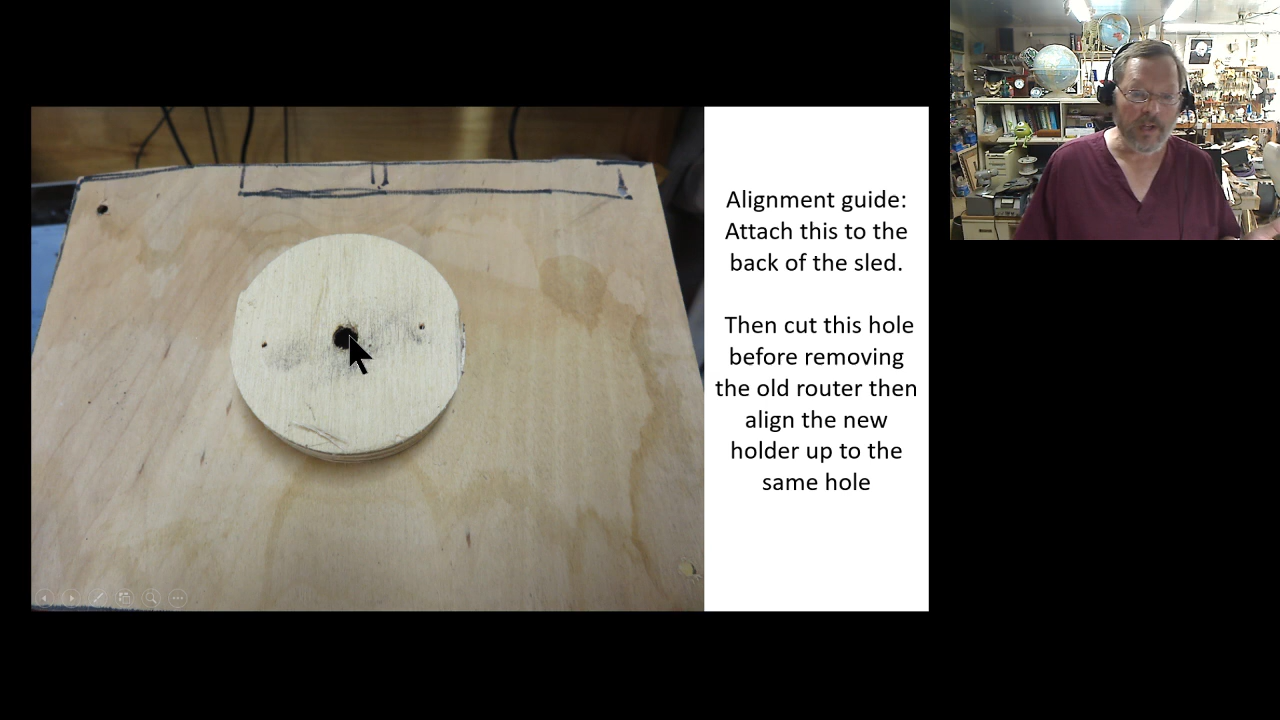 Alignment guide:
Attach this to the
back of the sled.
Then cut this hole
before removing
the old router then
align the new
holder up to the
same hole